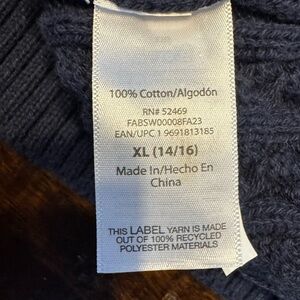 100% Cotton/Algodón
RN# 52469
FABSW00008FA23
EAN/UPC 1 9691813185
XL (14/16)
Made In/Hecho En
China
THIS LABEL YARN IS MADE
OUT OF 100% RECYCLED
POLYESTER MATERIALS